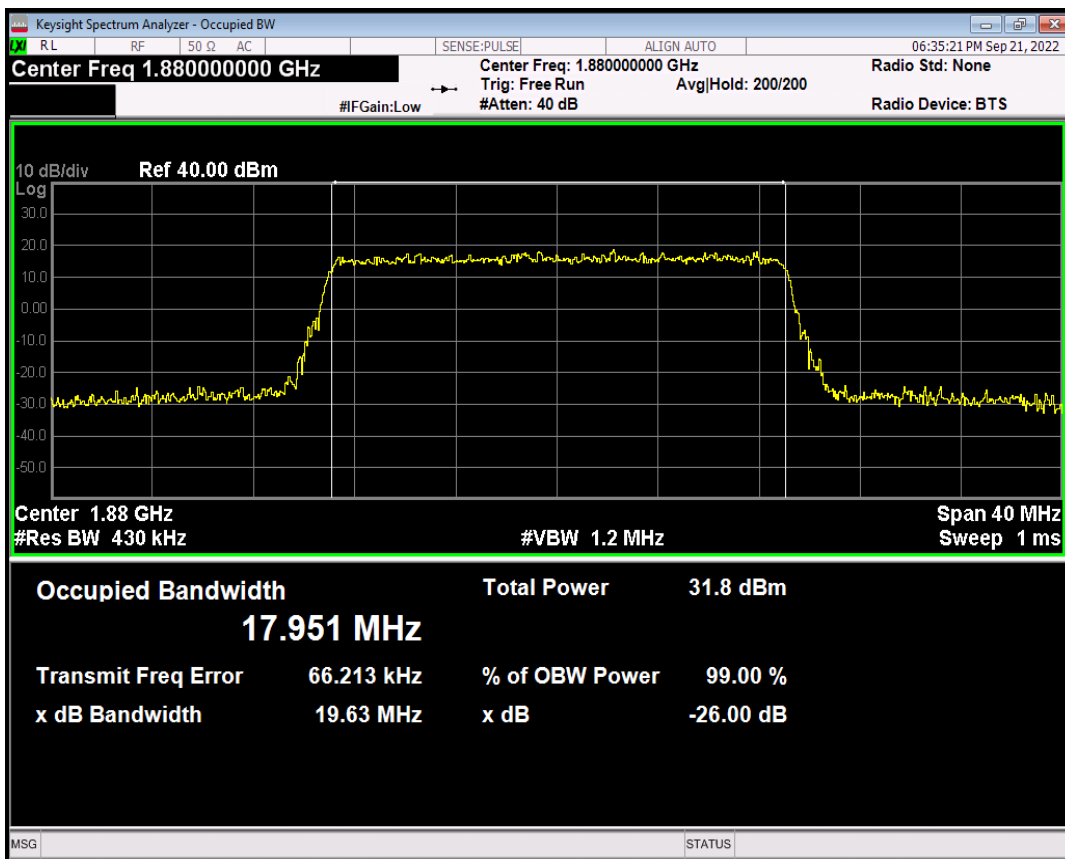 Keysight Spectrum Analyzer - Occupied BW
LXI RL RF 50 Ω AC SENSE:PULSE ALIGN AUTO 06:35:21 PM Sep 21, 2022
Center Freq 1.880000000 GHz Center Freq: 1.880000000 GHz Radio Std: None
Trig: Free Run Avg|Hold: 200/200
#IFGain:Low #Atten: 40 dB Radio Device: BTS
10 dB/div Ref 40.00 dBm
Log
30.0
20.0
10.0
0.00
-10.0
-20.0
-30.0
-40.0
-50.0
Center 1.88 GHz Span 40 MHz
#Res BW 430 kHz #VBW 1.2 MHz Sweep 1 ms
Occupied Bandwidth Total Power 31.8 dBm
17.951 MHz
Transmit Freq Error 66.213 kHz % of OBW Power 99.00 %
x dB Bandwidth 19.63 MHz x dB -26.00 dB
MSG STATUS